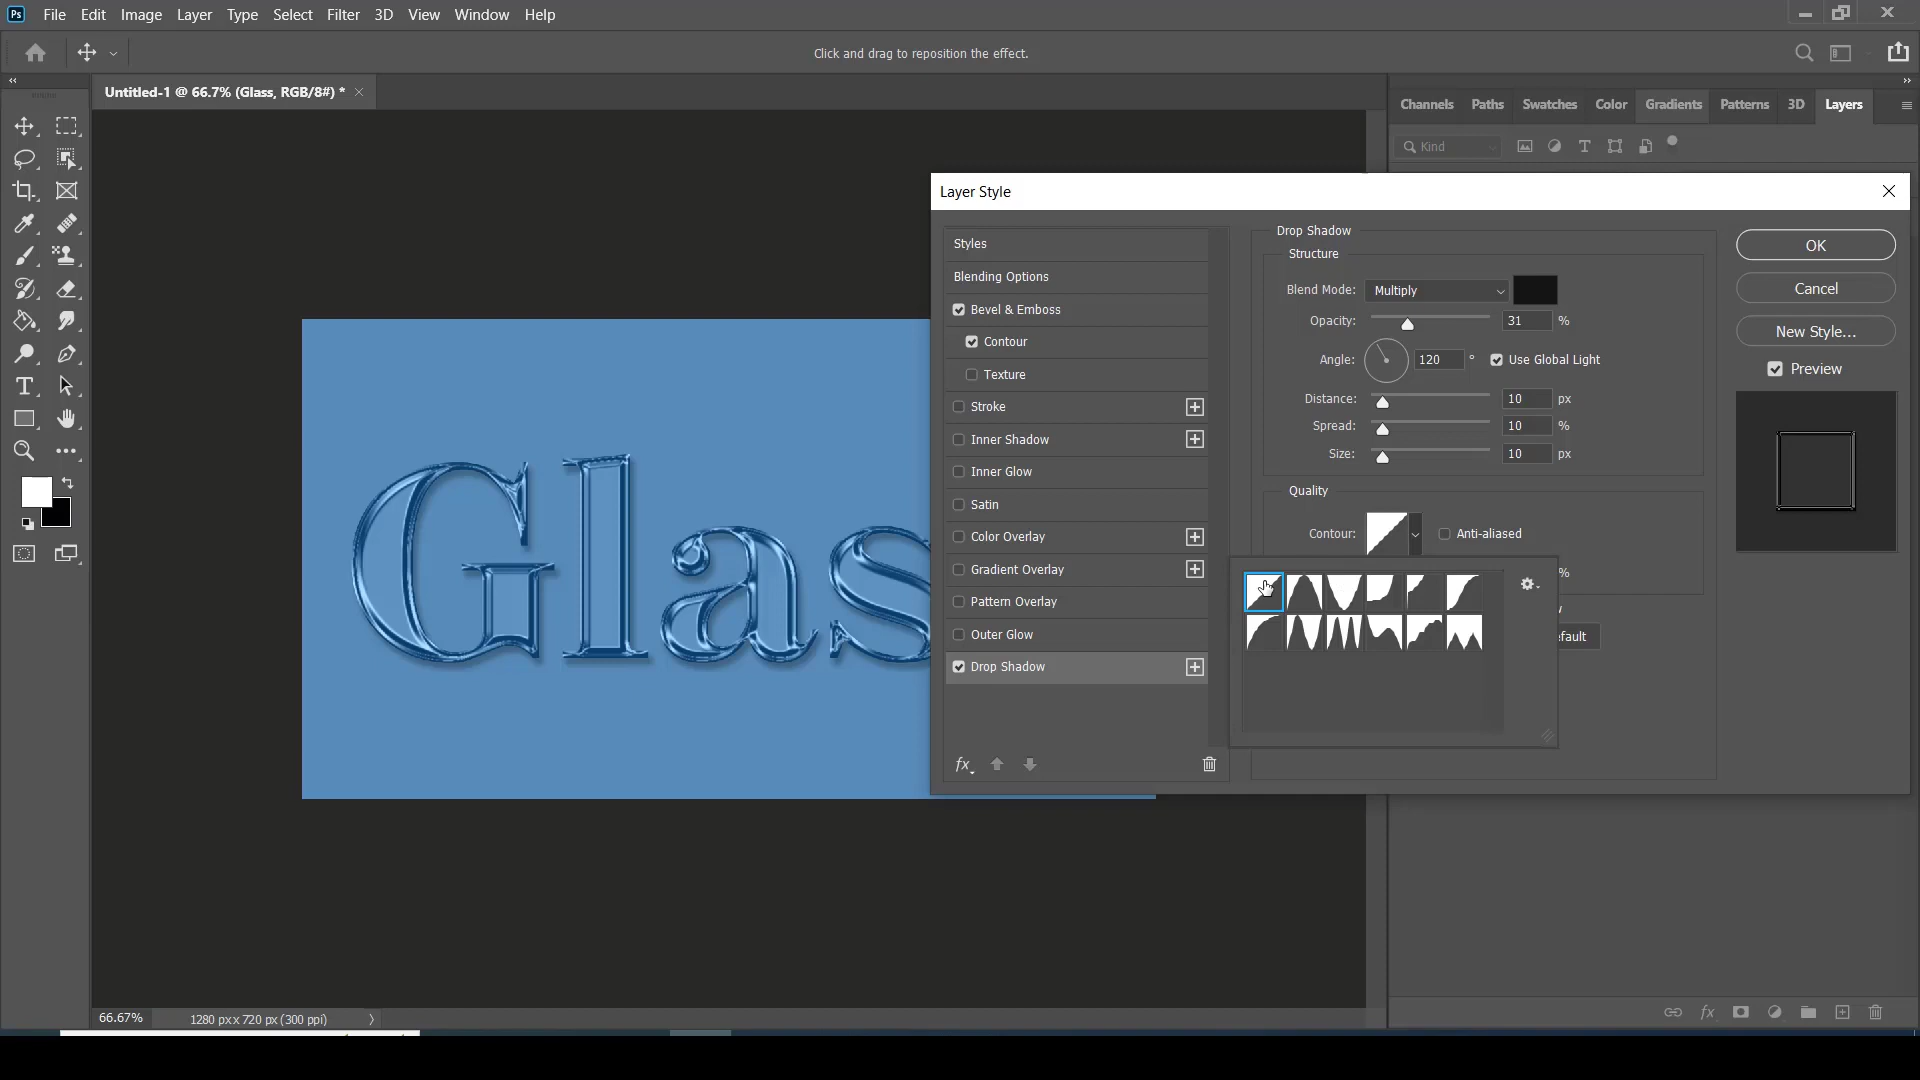 Ps File Edit Image Layer Type Select Filter 3D View Window Help
Click and drag to reposition the effect.
Untitled-1 @ 66.7% (Glass, RGB/8#) *
Channels Paths Swatches Color Gradients Patterns 3D Layers
Kind
Layer Style
Styles
Blending Options
Bevel & Emboss
Contour
Texture
Stroke
Inner Shadow
Inner Glow
Satin
Color Overlay
Gradient Overlay
Pattern Overlay
Outer Glow
Drop Shadow
fx
Drop Shadow
Structure
Blend Mode: Multiply
Opacity: 31 %
Angle: 120 ° Use Global Light
Distance: 10 px
Spread: 10 %
Size: 10 px
Quality
Contour: Anti-aliased
%
efault
OK
Cancel
New Style...
Preview
Glas
66.67% 1280 px x 720 px (300 ppi)
fx